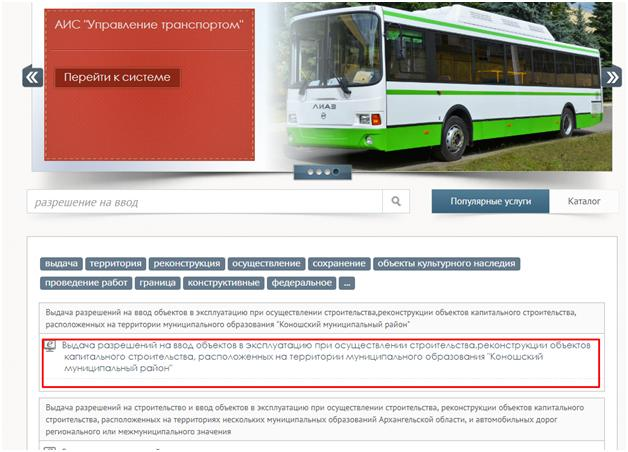 АИС "Управление транспортом"
Перейти к системе
ЛИАЗ
разрешение на ввод
Популярные услуги
Каталог
выдача территория реконструкция осуществление сохранение объекты культурного наследия
проведение работ граница конструктивные федеральное ...
Выдача разрешений на ввод объектов в эксплуатацию при осуществлении строительства,реконструкции объектов капитального строительства,
расположенных на территории муниципального образования "Коношский муниципальный район"
Выдача разрешений на ввод объектов в эксплуатацию при осуществлении строительства,реконструкции объектов
капитального строительства, расположенных на территории муниципального образования "Коношский
муниципальный район"
Выдача разрешений на строительство и ввод объектов в эксплуатацию при осуществлении строительства, реконструкции объектов капитального
строительства, расположенных на территориях нескольких муниципальных образований Архангельской области, и автомобильных дорог
регионального или межмуниципального значения